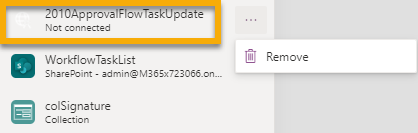 2010ApprovalFlowTaskUpdate
Not connected
...
Remove
WorkflowTaskList
SharePoint - admin@M365x723066.on...
colSignature
Collection